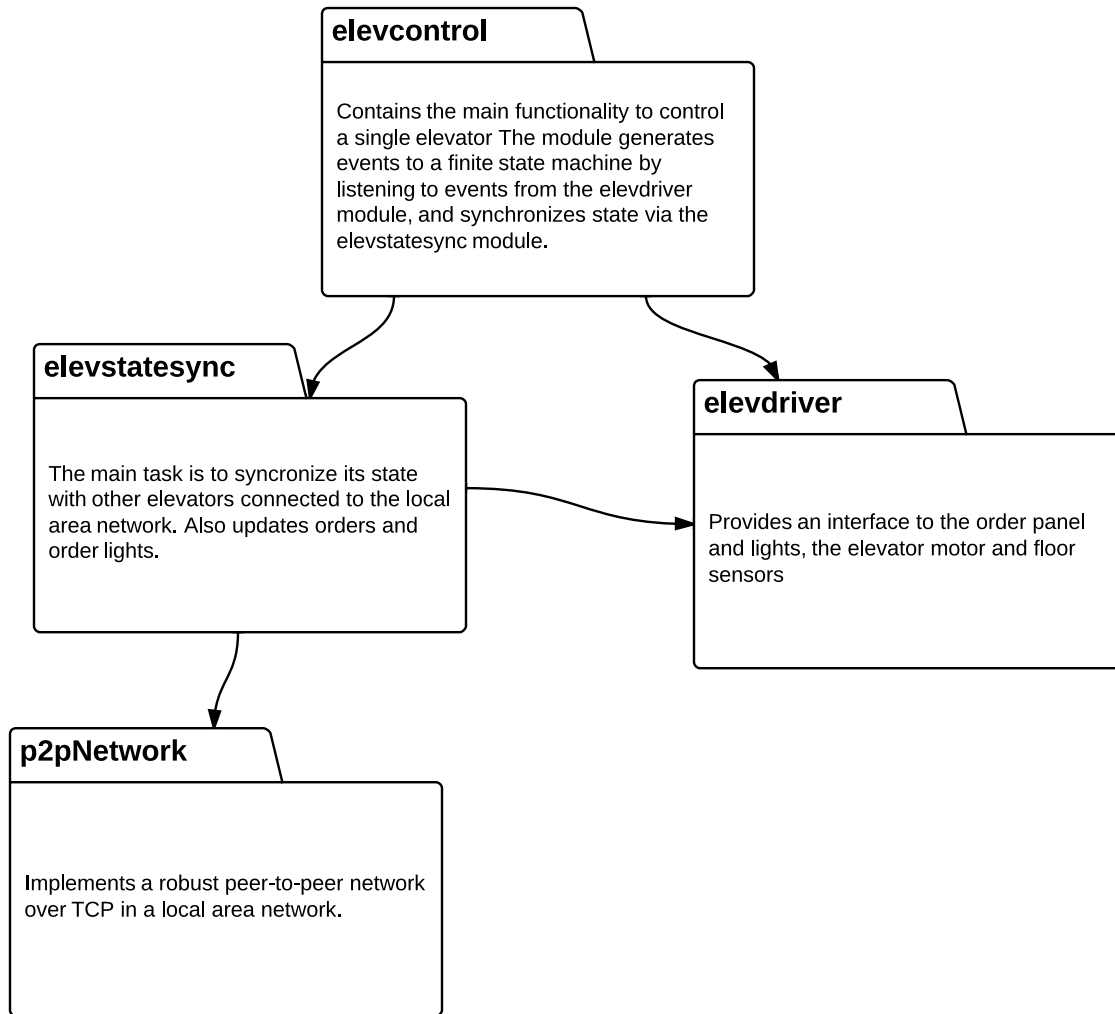 elevcontrol
Contains the main functionality to control
a single elevator The module generates
events to a finite state machine by
listening to events from the elevdriver
module, and synchronizes state via the
elevstatesync module.
elevstatesync
The main task is to syncronize its state
with other elevators connected to the local
area network. Also updates orders and
order lights.
elevdriver
Provides an interface to the order panel
and lights, the elevator motor and floor
sensors
p2pNetwork
Implements a robust peer-to-peer network
over TCP in a local area network.